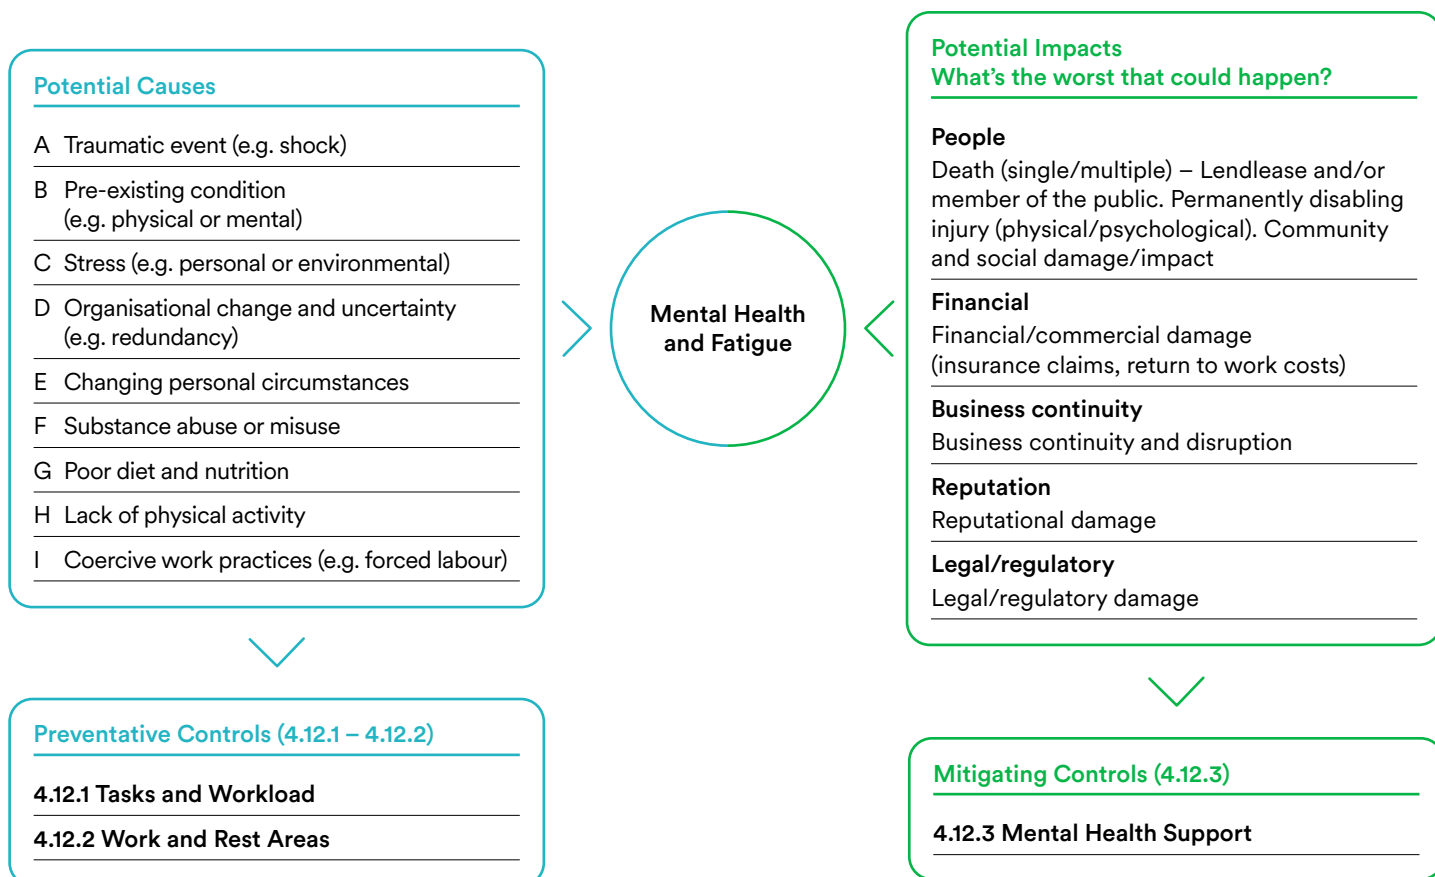 Potential Causes
A Traumatic event (e.g. shock)
B Pre-existing condition
(e.g. physical or mental)
C Stress (e.g. personal or environmental)
D Organisational change and uncertainty
(e.g. redundancy)
E Changing personal circumstances
F Substance abuse or misuse
G Poor diet and nutrition
H Lack of physical activity
I Coercive work practices (e.g. forced labour)
Preventative Controls (4.12.1 – 4.12.2)
4.12.1 Tasks and Workload
4.12.2 Work and Rest Areas
Mental Health
and Fatigue
Potential Impacts
What’s the worst that could happen?
People
Death (single/multiple) – Lendlease and/or
member of the public. Permanently disabling
injury (physical/psychological). Community
and social damage/impact
Financial
Financial/commercial damage
(insurance claims, return to work costs)
Business continuity
Business continuity and disruption
Reputation
Reputational damage
Legal/regulatory
Legal/regulatory damage
Mitigating Controls (4.12.3)
4.12.3 Mental Health Support